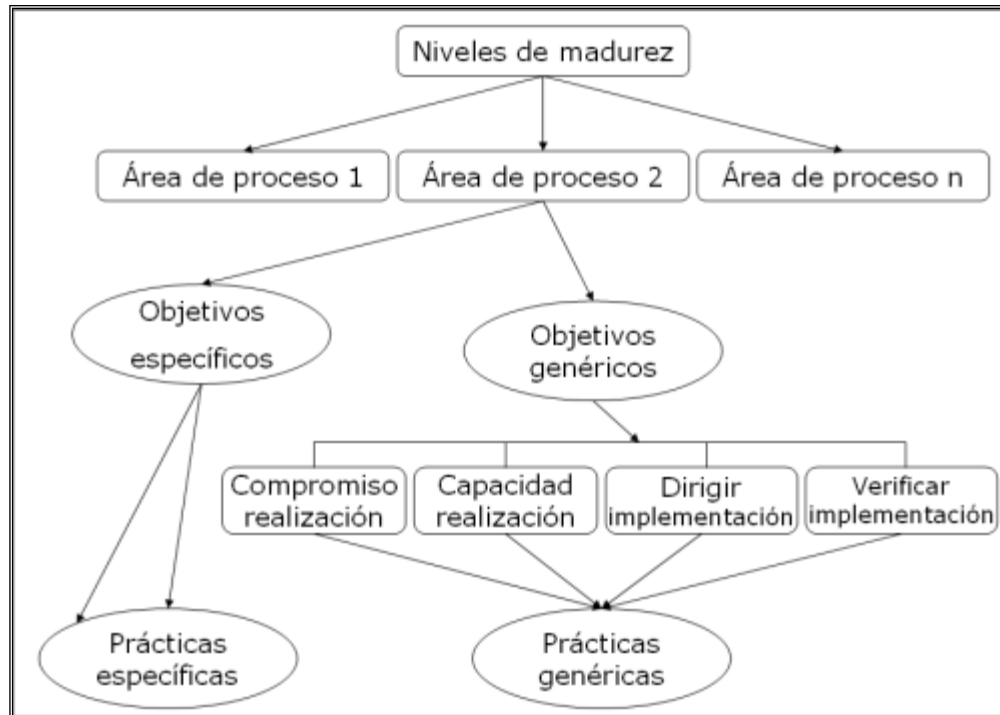 Niveles de madurez
Área de proceso 1
Área de proceso 2
Área de proceso n
Objetivos
específicos
Objetivos
genéricos
Compromiso
realización
Capacidad
realización
Dirigir
implementación
Verificar
implementación
Prácticas
específicas
Prácticas
genéricas